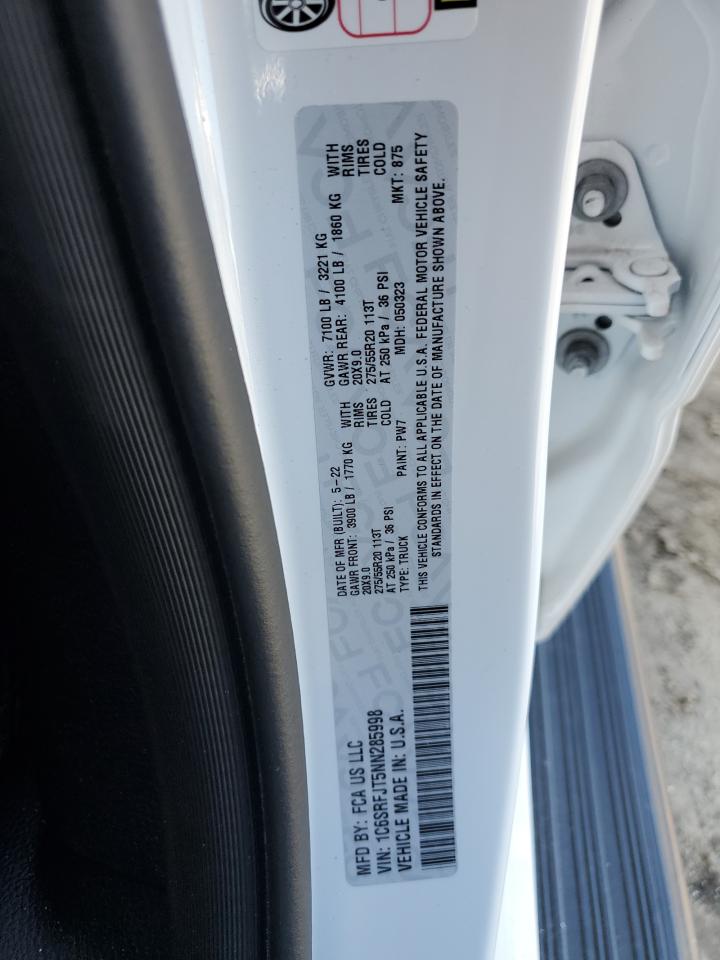 MFD BY: FCA US LLC
VIN: 1C6SRFJT5NN285998
VEHICLE MADE IN: U.S.A.
DATE OF MFR (BUILT): 5-22 GVWR: 7100 LB / 3221 KG
GAWR FRONT: 3900 LB / 1770 KG WITH GAWR REAR: 4100 LB / 1860 KG WITH
20X9.0 RIMS 20X9.0 RIMS
275/55R20 113T TIRES 275/55R20 113T TIRES
AT 250 kPa / 36 PSI COLD AT 250 kPa / 36 PSI COLD
TYPE: TRUCK PAINT: PW7 MDH: 050323 MKT: 875
THIS VEHICLE CONFORMS TO ALL APPLICABLE U.S.A. FEDERAL MOTOR VEHICLE SAFETY
STANDARDS IN EFFECT ON THE DATE OF MANUFACTURE SHOWN ABOVE.